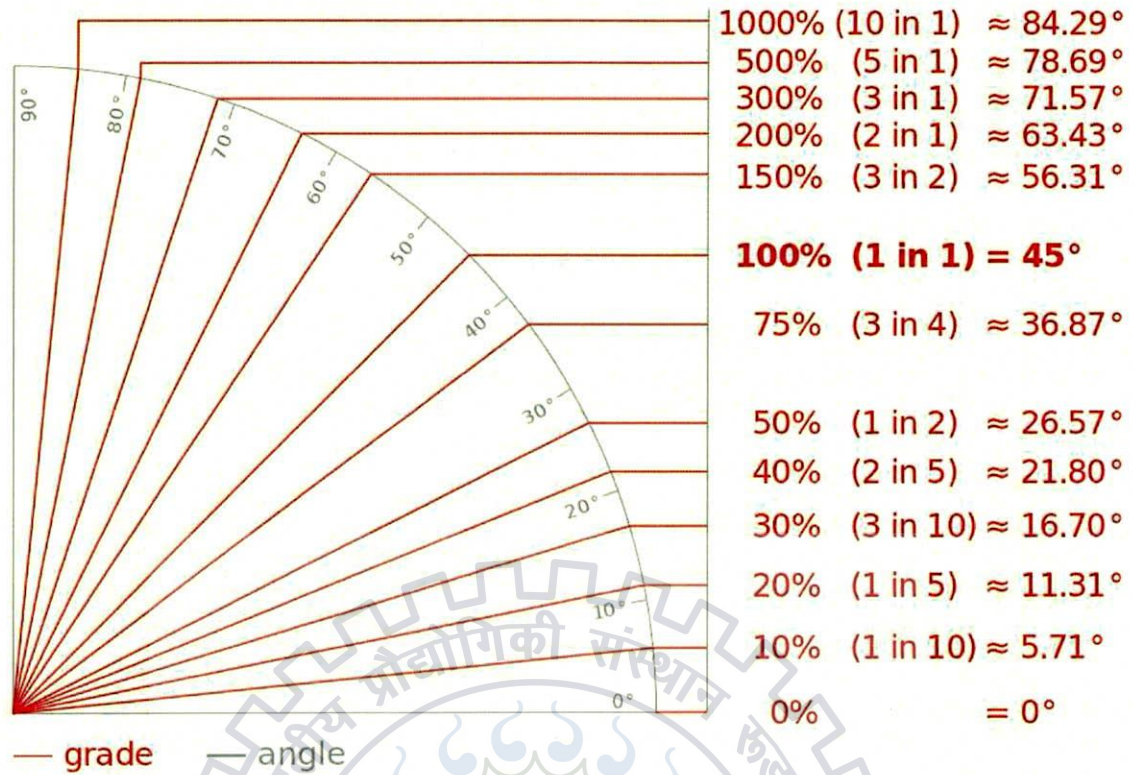 1000% (10 in 1) ≈ 84.29°
500% (5 in 1) ≈ 78.69°
300% (3 in 1) ≈ 71.57°
200% (2 in 1) ≈ 63.43°
150% (3 in 2) ≈ 56.31°
100% (1 in 1) = 45°
75% (3 in 4) ≈ 36.87°
50% (1 in 2) ≈ 26.57°
40% (2 in 5) ≈ 21.80°
30% (3 in 10) ≈ 16.70°
20% (1 in 5) ≈ 11.31°
10% (1 in 10) ≈ 5.71°
0% = 0°
90°
80°
70°
60°
50°
40°
30°
20°
10°
0°
प्रौद्योगिकी संस्थान
grade
angle